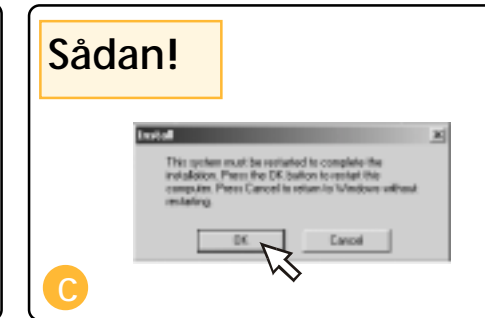 Sådan!
Install
This system must be restarted to complete the
installation. Press the OK button to restart this
computer. Press Cancel to return to Windows without
restarting.
OK
Cancel
C